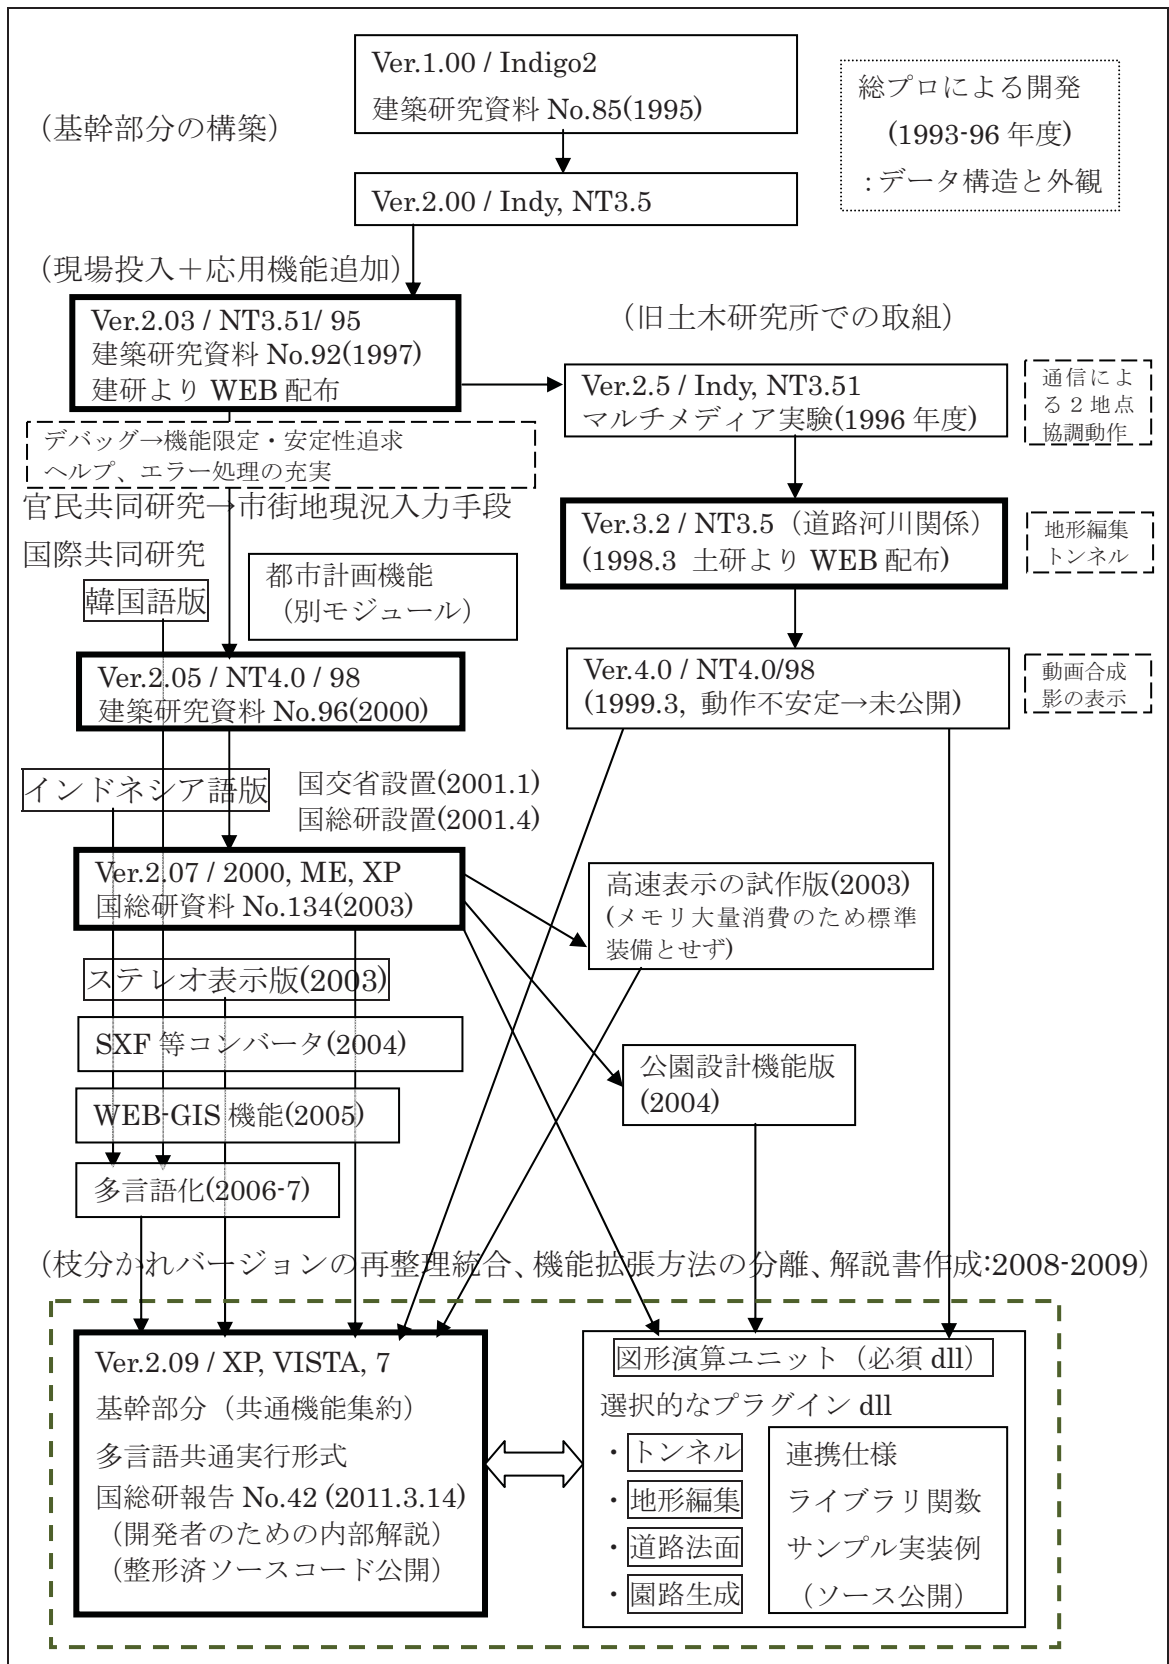 Ver.1.00 / Indigo2
建築研究資料 No.85(1995)
総プロによる開発
(1993-96 年度)
:データ構造と外観
(基幹部分の構築)
Ver.2.00 / Indy, NT3.5
(現場投入+応用機能追加)
Ver.2.03 / NT3.51/ 95
建築研究資料 No.92(1997)
建研より WEB 配布
(旧土木研究所での取組)
Ver.2.5 / Indy, NT3.51
マルチメディア実験(1996 年度)
通信によ
る2地点
協調動作
デバッグ→機能限定・安定性追求
ヘルプ、エラー処理の充実
官民共同研究→市街地現況入力手段
国際共同研究
韓国語版
都市計画機能
(別モジュール)
Ver.3.2 / NT3.5(道路河川関係)
(1998.3 土研より WEB 配布)
地形編集
トンネル
Ver.2.05 / NT4.0 / 98
建築研究資料 No.96(2000)
Ver.4.0 / NT4.0/98
(1999.3, 動作不安定→未公開)
動画合成
影の表示
インドネシア語版
国交省設置(2001.1)
国総研設置(2001.4)
Ver.2.07 / 2000, ME, XP
国総研資料 No.134(2003)
高速表示の試作版(2003)
(メモリ大量消費のため標準
装備とせず)
ステレオ表示版(2003)
SXF 等コンバータ(2004)
公園設計機能版
(2004)
WEB-GIS 機能(2005)
多言語化(2006-7)
(枝分かれバージョンの再整理統合、機能拡張方法の分離、解説書作成:2008-2009)
Ver.2.09 / XP, VISTA, 7
基幹部分(共通機能集約)
多言語共通実行形式
国総研報告 No.42 (2011.3.14)
(開発者のための内部解説)
(整形済ソースコード公開)
図形演算ユニット(必須 dll)
選択的なプラグイン dll
・トンネル
・地形編集
・道路法面
・園路生成
連携仕様
ライブラリ関数
サンプル実装例
(ソース公開)